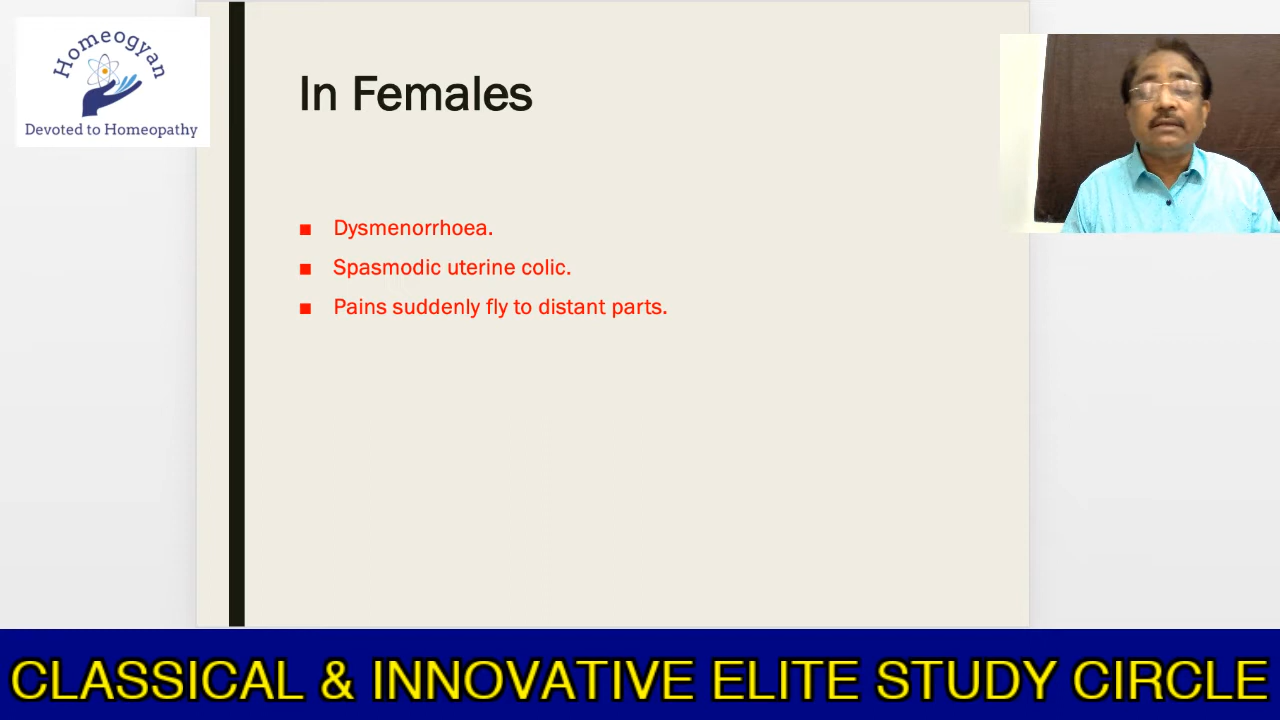 Homeogyan
Devoted to Homeopathy
In Females
Dysmenorrhoea.
Spasmodic uterine colic.
Pains suddenly fly to distant parts.
CLASSICAL & INNOVATIVE ELITE STUDY CIRCLE